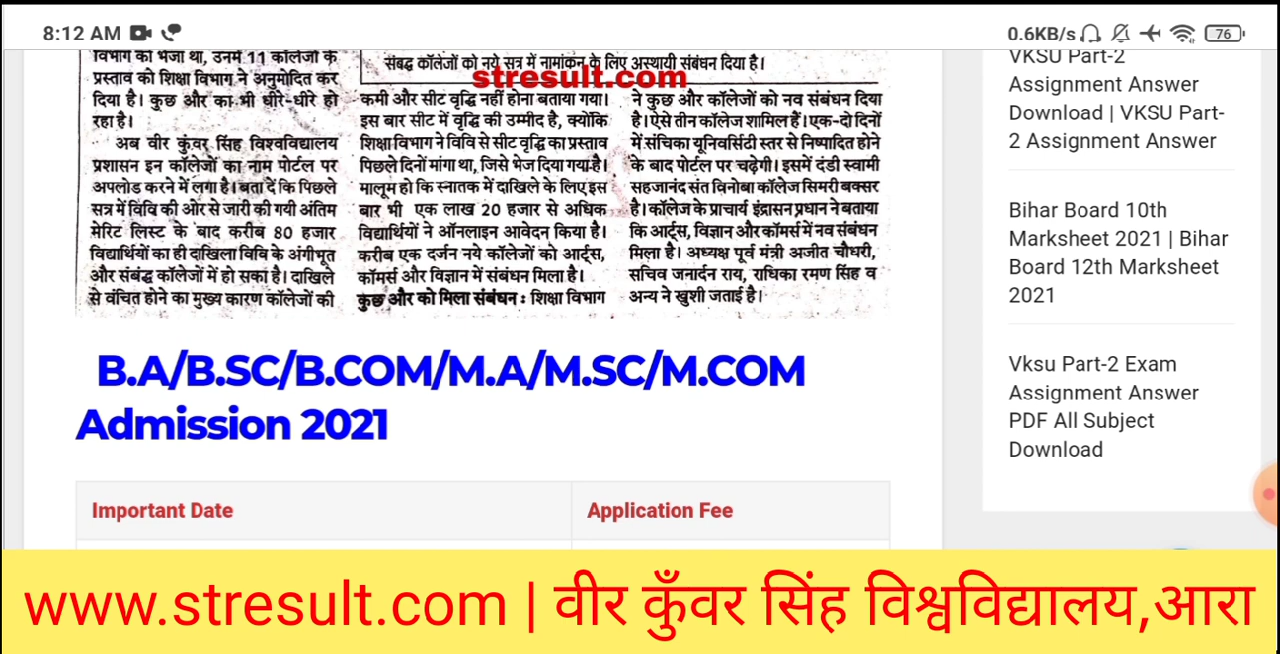 8:12 AM
0.6KB/s
76
विभाग को भेजा था, उनमें 11 कॉलेजों के
प्रस्ताव को शिक्षा विभाग ने अनुमोदित कर
दिया है। कुछ और का भी धीरे-धीरे हो
रहा है।
अब वीर कुंवर सिंह विश्वविद्यालय
प्रशासन इन कॉलेजों का नाम पोर्टल पर
अपलोड करने में लगा है। बता दें कि पिछले
सत्र में विवि की ओर से जारी की गयी अंतिम
मेरिट लिस्ट के बाद करीब 80 हजार
विद्यार्थियों का ही दाखिला विवि के अंगीभूत
और संबद्ध कॉलेजों में हो सका है। दाखिले
से वंचित होने का मुख्य कारण कॉलेजों की
संबद्ध कॉलेजों को नये सत्र में नामांकन के लिए अस्थायी संबंधन दिया है।
stresult.com
कमी और सीट वृद्धि नहीं होना बताया गया।
इस बार सीट में वृद्धि की उम्मीद है, क्योंकि
शिक्षा विभाग ने विवि से सीट वृद्धि का प्रस्ताव
पिछले दिनों मांगा था, जिसे भेज दिया गया है।
मालूम हो कि स्नातक में दाखिले के लिए इस
बार भी एक लाख 20 हजार से अधिक
विद्यार्थियों ने ऑनलाइन आवेदन किया है।
करीब एक दर्जन नये कॉलेजों को आर्ट्स,
कॉमर्स और विज्ञान में संबंधन मिला है।
कुछ और को मिला संबंधन : शिक्षा विभाग
ने कुछ और कॉलेजों को नव संबंधन दिया
है। ऐसे तीन कॉलेज शामिल हैं। एक-दो दिनों
में संचिका यूनिवर्सिटी स्तर से निष्पादित होने
के बाद पोर्टल पर चढ़ेगी। इसमें दंडी स्वामी
सहजानंद संत विनोबा कॉलेज सिमरी बक्सर
है। कॉलेज के प्राचार्य इंद्रासन प्रधान ने बताया
कि आर्ट्स, विज्ञान और कॉमर्स में नव संबंधन
मिला है। अध्यक्ष पूर्व मंत्री अजीत चौधरी,
सचिव जनार्दन राय, राधिका रमण सिंह व
अन्य ने खुशी जताई है।
B.A/B.SC/B.COM/M.A/M.SC/M.COM
Admission 2021
Important Date
Application Fee
VKSU Part-2
Assignment Answer
Download | VKSU Part-
2 Assignment Answer
Bihar Board 10th
Marksheet 2021 | Bihar
Board 12th Marksheet
2021
Vksu Part-2 Exam
Assignment Answer
PDF All Subject
Download
www.stresult.com | वीर कुँवर सिंह विश्वविद्यालय,आरा